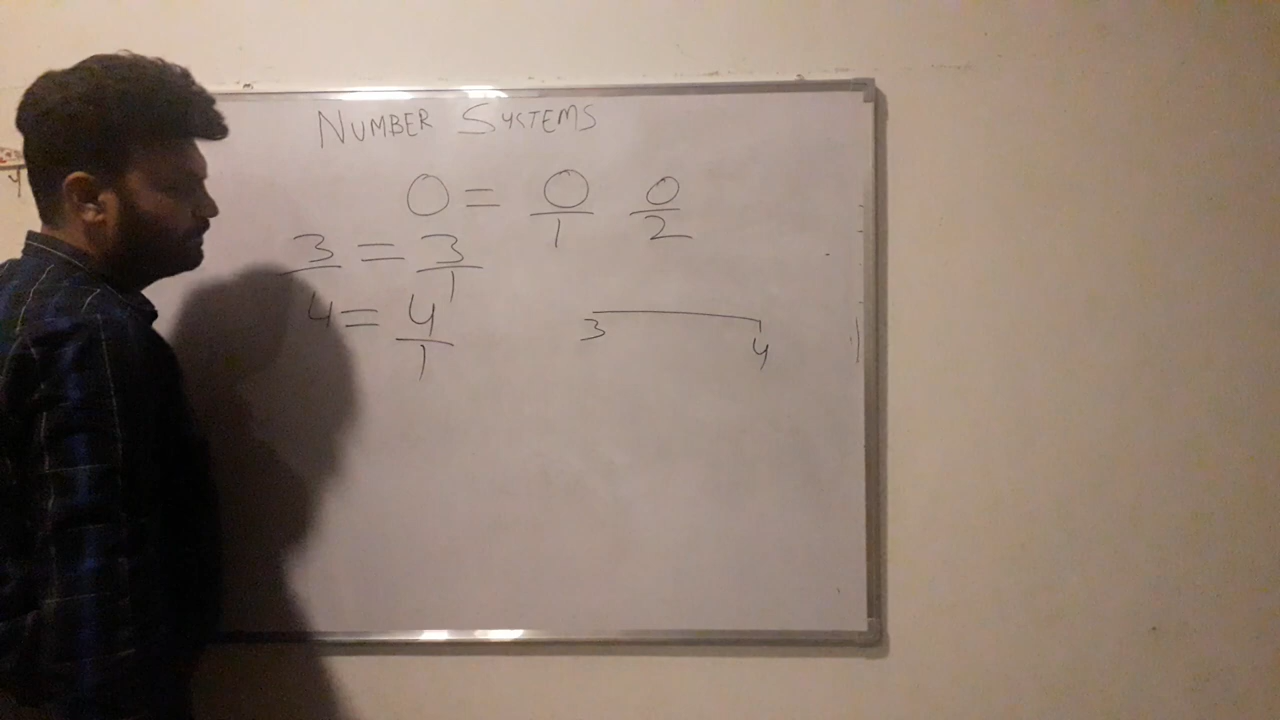 NUMBER SYSTEMS
0 = 0/1 0/2
3 = 3/1
4 = 4/1
3 4